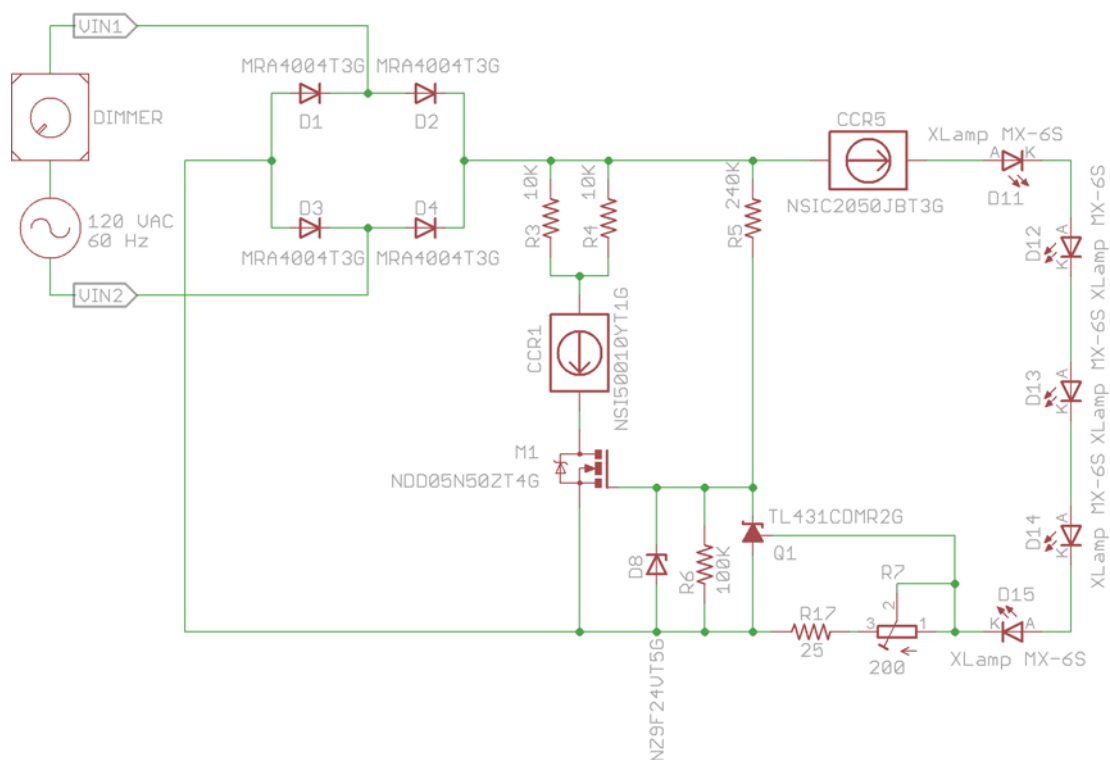 VIN1
MRA4004T3G MRA4004T3G
DIMMER
D1
D2
120 VAC
60 Hz
D3
D4
MRA4004T3G MRA4004T3G
VIN2
10K
R3
10K
R4
240K
R5
CCR5
NSIC2050JBT3G
XLamp MX-6S
A
K
D11
CCR1
NSI50010YT1G
XLamp MX-6S
D12
A
K
XLamp MX-6S
D13
A
K
XLamp MX-6S
D14
A
K
M1
NDD05N50ZT4G
TL431CDMR2G
Q1
D8
NZ9F24VT5G
R6
100K
R17
25
R7
2
3
1
200
D15
K
A
XLamp MX-6S